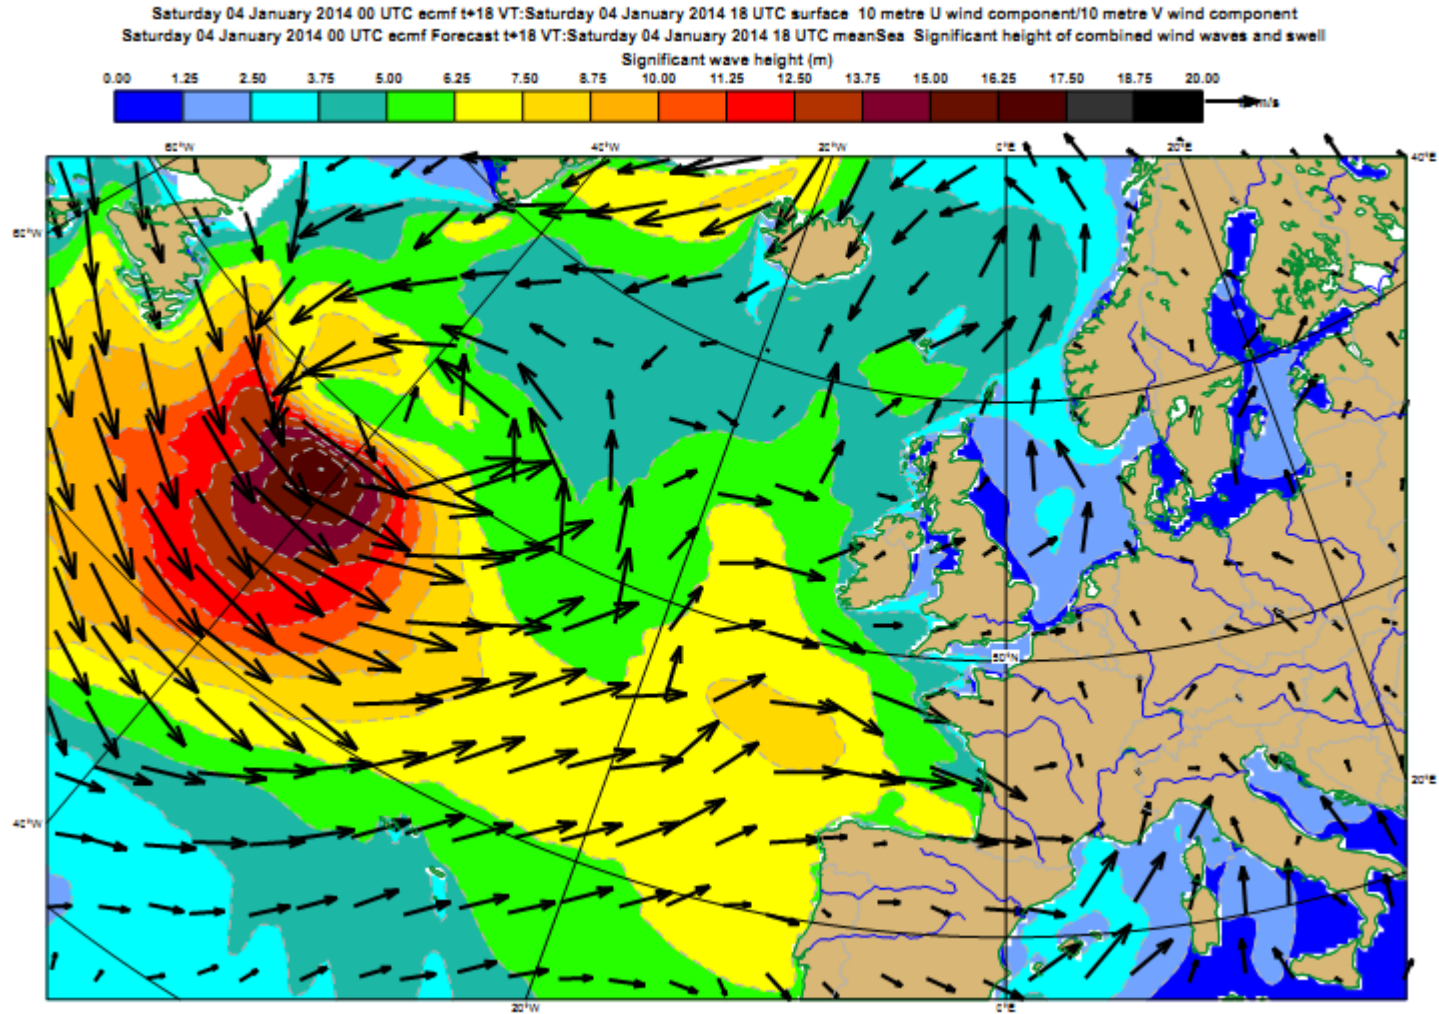 Saturday 04 January 2014 00 UTC ecmf t+18 VT:Saturday 04 January 2014 18 UTC surface 10 metre U wind component/10 metre V wind component
Saturday 04 January 2014 00 UTC ecmf Forecast t+18 VT:Saturday 04 January 2014 18 UTC meanSea Significant height of combined wind waves and swell
Significant wave height (m)
0.00 1.25 2.50 3.75 5.00 6.25 7.50 8.75 10.00 11.25 12.50 13.75 15.00 16.25 17.50 18.75 20.00
m/s
60°W 40°W 20°W 0°E 20°E 40°E
60°W
50°N
20°E
40°W
20°W 0°E